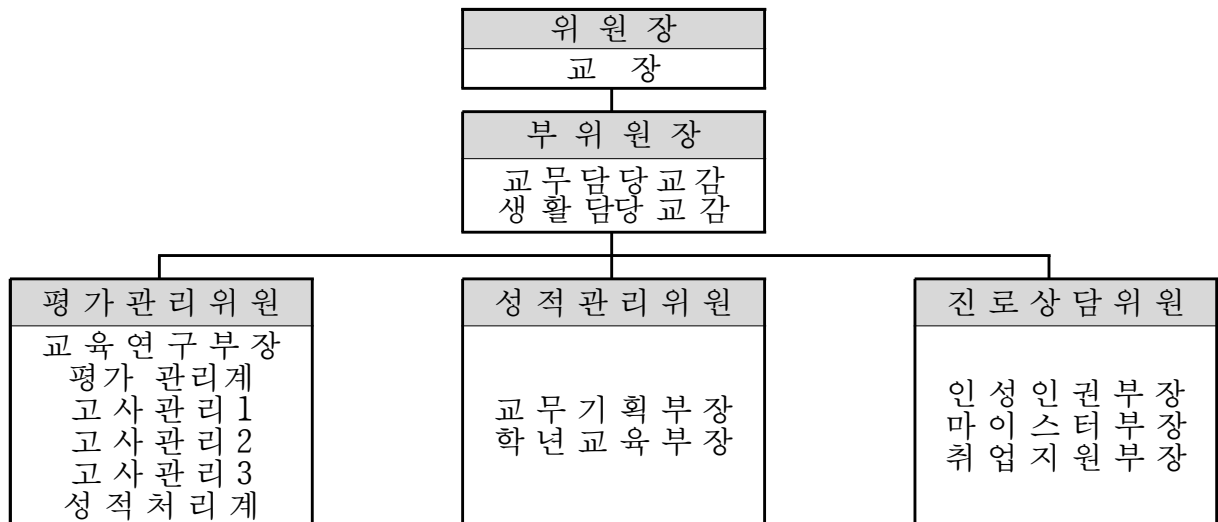 위 원 장
교 장
부 위 원 장
교 무 담 당 교 감
생 활 담당 교 감
평 가 관 리 위 원
교 육 연 구 부 장
평가 관리계
고 사 관 리 1
고 사 관 리 2
고 사 관 리 3
성 적 처 리 계
성 적 관 리 위 원
교 무 기 획 부 장
학 년 교 육 부 장
진 로 상 담 위 원
인 성 인 권 부 장
마 이 스 터 부 장
취 업 지 원 부 장